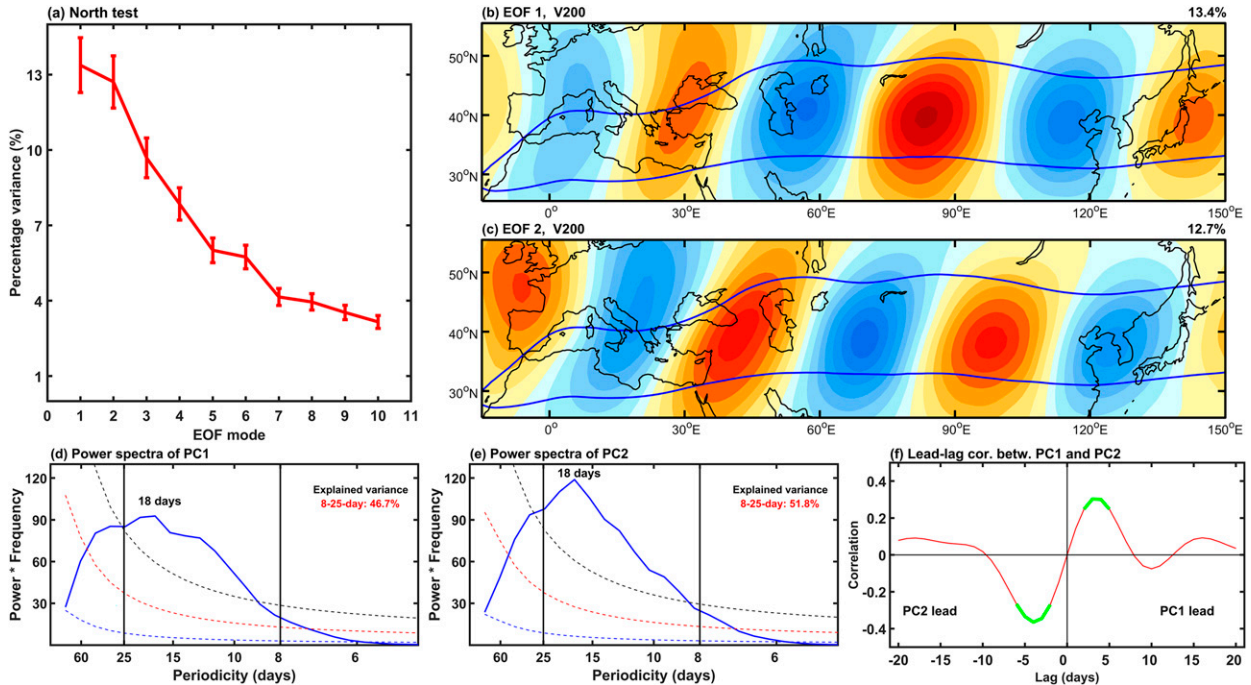 (a) North test
13
10
7
4
1
Percentage variance (%)
0 1 2 3 4 5 6 7 8 9 10 11
EOF mode
(b) EOF 1, V200 13.4%
50°N
40°N
30°N
0° 30°E 60°E 90°E 120°E 150°E
(c) EOF 2, V200 12.7%
50°N
40°N
30°N
0° 30°E 60°E 90°E 120°E 150°E
(d) Power spectra of PC1
120
90
60
30
Power * Frequency
18 days
Explained variance
8-25-day: 46.7%
60 25 15 10 8 6
Periodicity (days)
(e) Power spectra of PC2
120
90
60
30
Power * Frequency
18 days
Explained variance
8-25-day: 51.8%
60 25 15 10 8 6
Periodicity (days)
(f) Lead-lag cor. betw. PC1 and PC2
0.4
0.2
0
-0.2
-0.4
Correlation
PC2 lead PC1 lead
-20 -15 -10 -5 0 5 10 15 20
Lag (days)